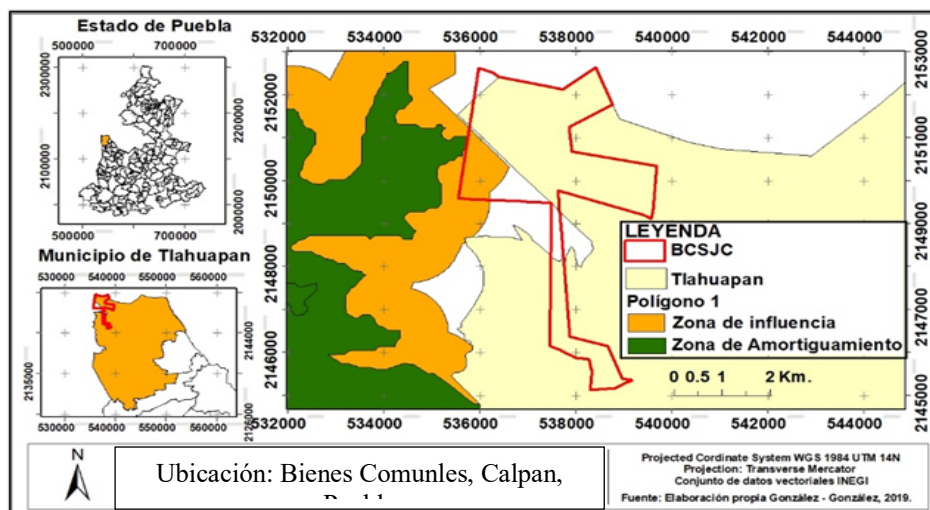 Estado de Puebla
500000 7000000
2300000
2200000
2100000
2000000
500000 7000000
Municipio de Tlahuapan
530000 540000 550000 560000
2144000
2135000
2126000
530000 540000 550000 560000
532000 534000 536000 538000 540000 542000 544000
2153000
2152000
2151000
2150000
2149000
2148000
2147000
2146000
2145000
532000 534000 536000 538000 540000 542000 544000
LEYENDA
BCSJC
Tlahuapan
Polígono 1
Zona de influencia
Zona de Amortiguamiento
0 0.5 1 2 Km.
N
Ubicación: Bienes Comunles, Calpan,
Projected Cordinate System WGS 1984 UTM 14N
Projection: Transverse Mercator
Conjunto de datos vectoriales INEGI
Fuente: Elaboración propia González - González, 2019.